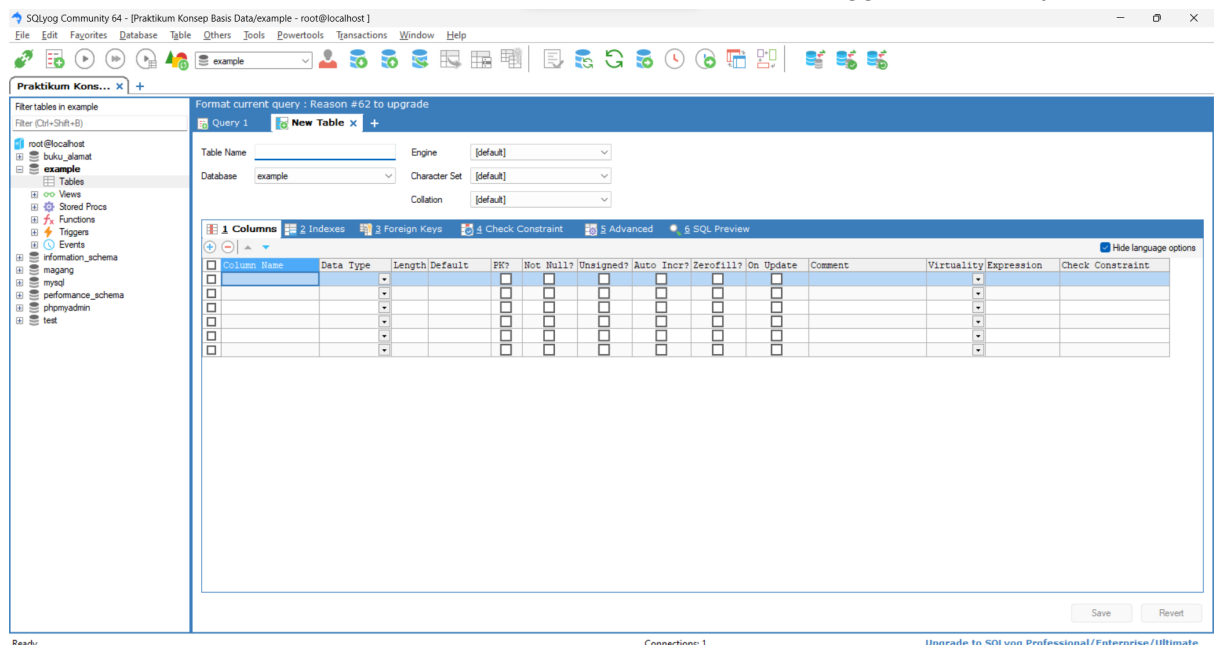 SQLyog Community 64 - [Praktikum Konsep Basis Data/example - root@localhost ]
File Edit Favorites Database Table Others Tools Powertools Transactions Window Help
example
Praktikum Kons... x +
Filter tables in example
Filter (Ctrl+Shift+B)
root@localhost
buku_alamat
example
Tables
Views
Stored Procs
Functions
Triggers
Events
information_schema
magang
mysql
performance_schema
phpmyadmin
test
Format current query : Reason #62 to upgrade
Query 1 New Table x +
Table Name Engine [default]
Database example Character Set [default]
Collation [default]
1 Columns 2 Indexes 3 Foreign Keys 4 Check Constraint 5 Advanced 6 SQL Preview
Hide language options
Column Name Data Type Length Default PK? Not Null? Unsigned? Auto Incr? Zerofill? On Update Comment Virtuality Expression Check Constraint
Save Revert
Ready Connections: 1 Upgrade to SQLyog Professional/Enterprise/Ultimate